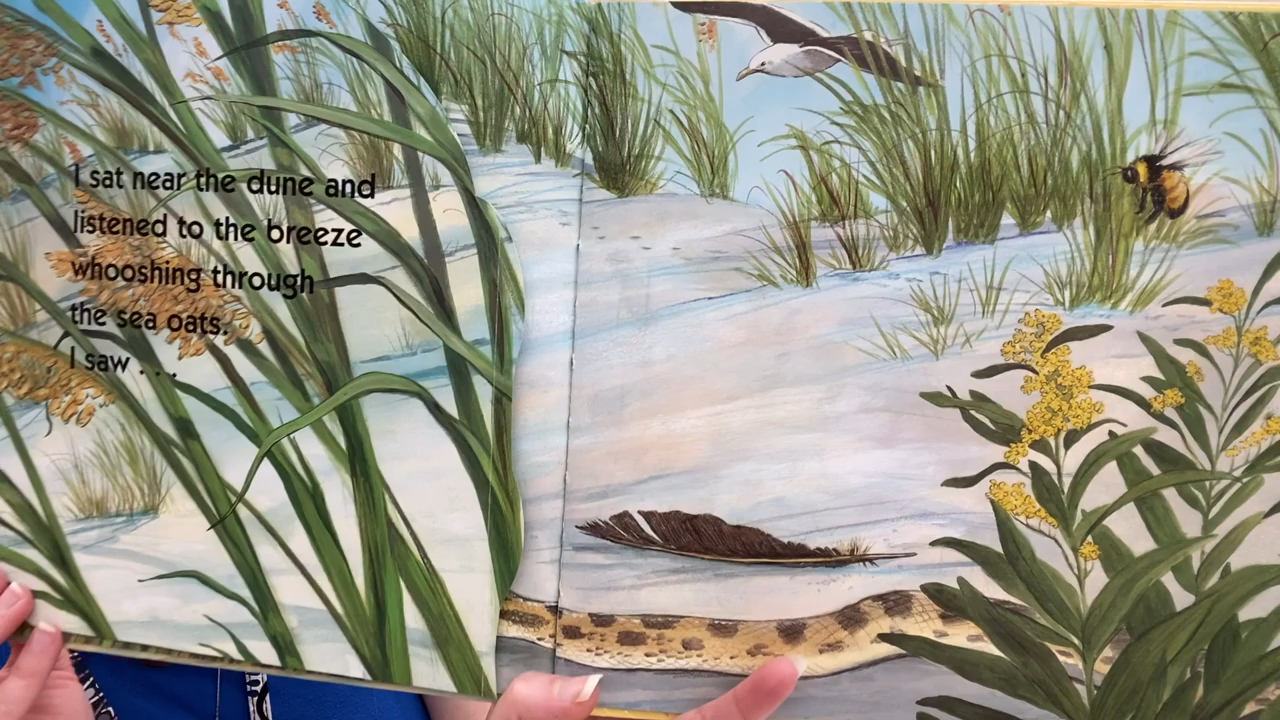 I sat near the dune and
listened to the breeze
whooshing through
the sea oats.
I saw . . .